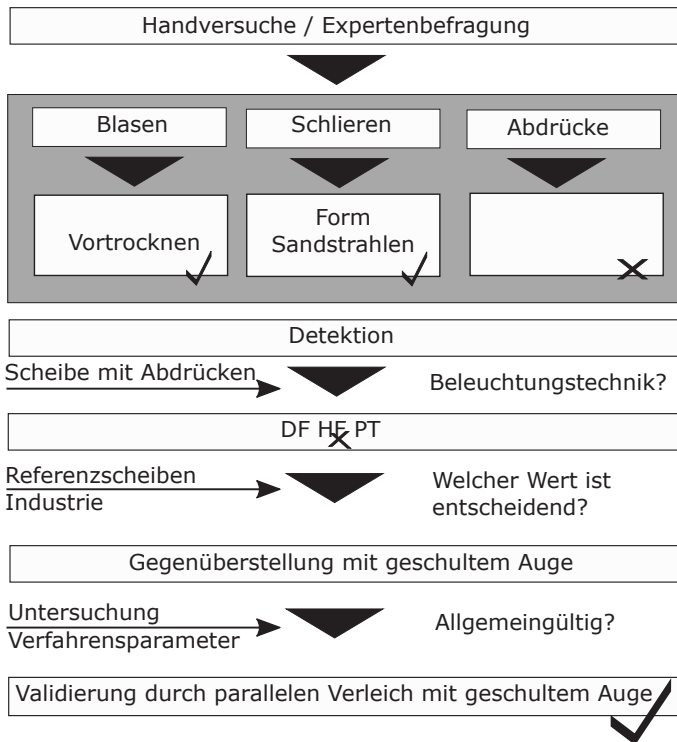 Handversuche / Expertenbefragung
Blasen
Schlieren
Abdrücke
Vortrocknen
Form
Sandstrahlen
Detektion
Scheibe mit Abdrücken
Beleuchtungstechnik?
DF HF PT
Referenzscheiben
Industrie
Welcher Wert ist
entscheidend?
Gegenüberstellung mit geschultem Auge
Untersuchung
Verfahrensparameter
Allgemeingültig?
Validierung durch parallelen Verleich mit geschultem Auge